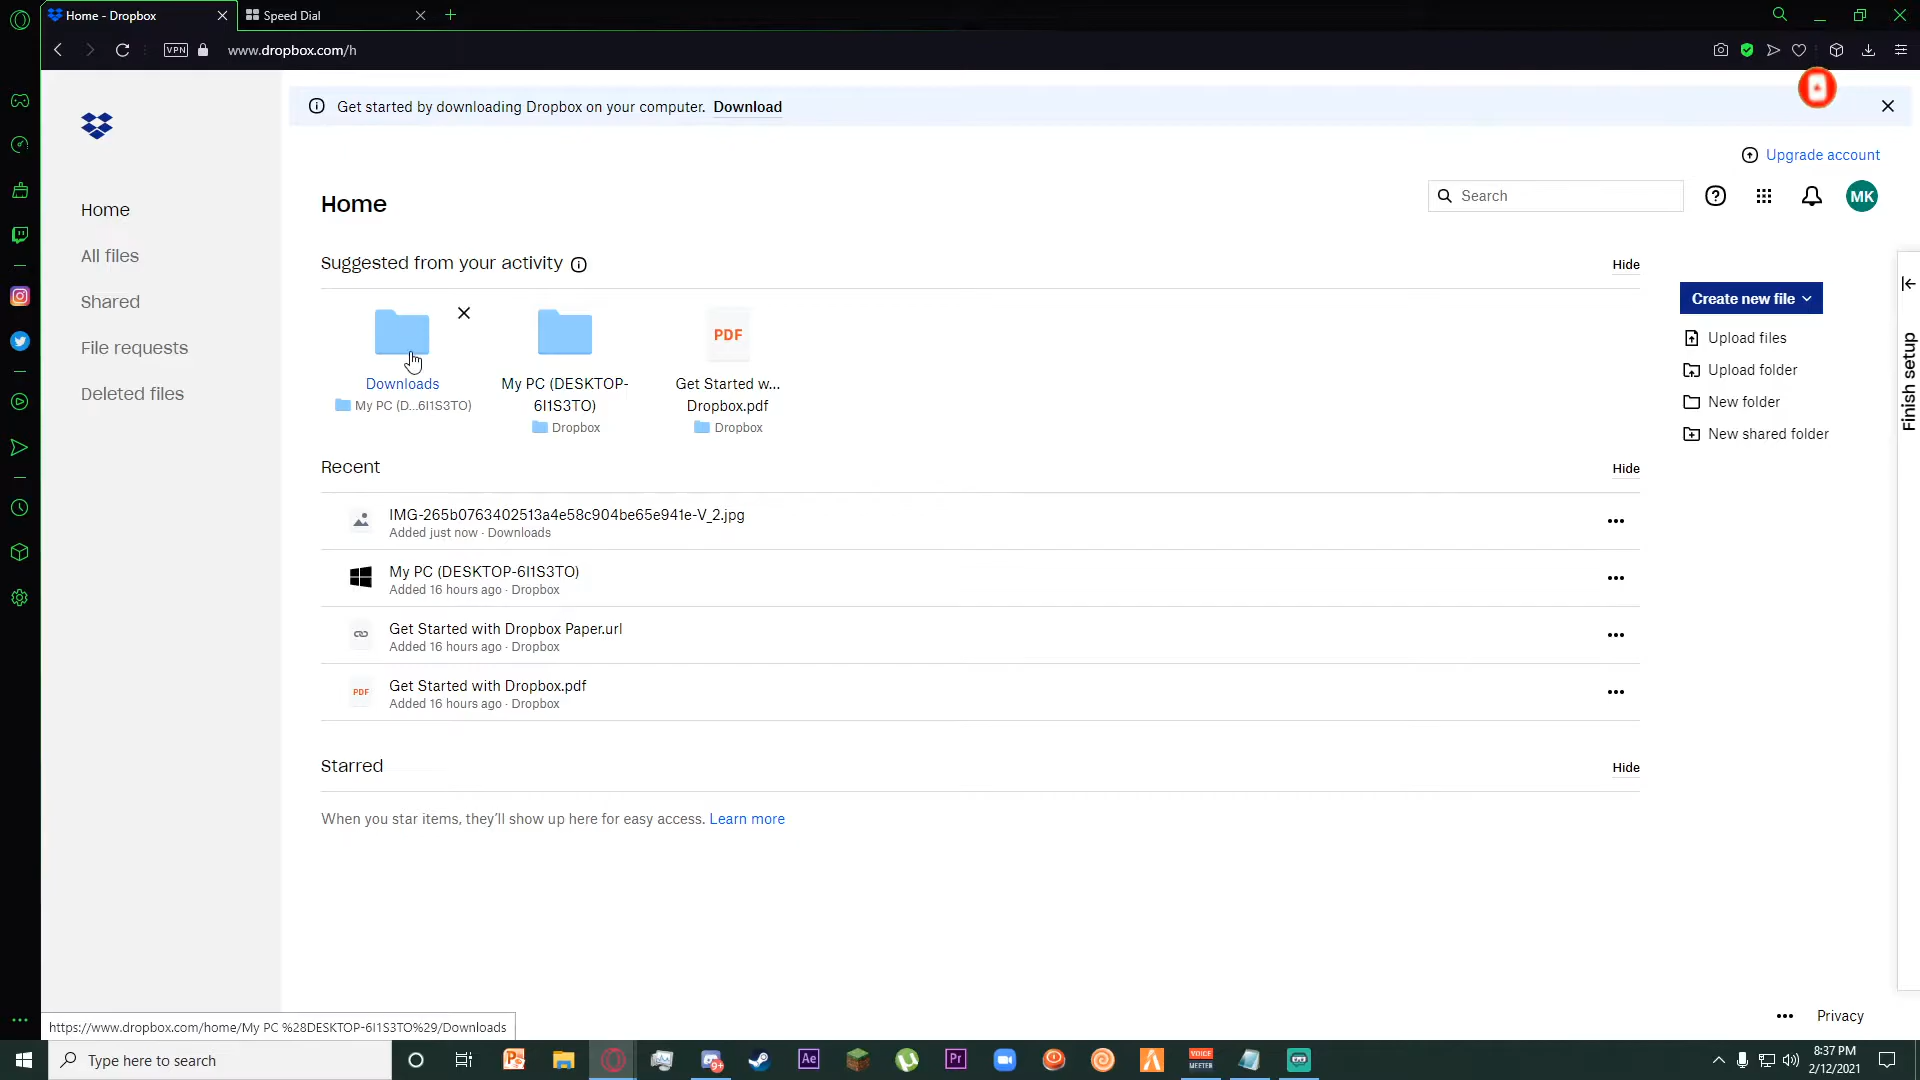 Home - Dropbox
Speed Dial
VPN
www.dropbox.com/h
Get started by downloading Dropbox on your computer. Download
Upgrade account
Home
Search
MK
Home
All files
Shared
File requests
Deleted files
Suggested from your activity
Hide
Downloads
My PC (D...6I1S3TO)
My PC (DESKTOP-
6I1S3TO)
Dropbox
PDF
Get Started w...
Dropbox.pdf
Dropbox
Create new file
Upload files
Upload folder
New folder
New shared folder
Finish setup
Recent
Hide
IMG-265b0763402513a4e58c904be65e941e-V_2.jpg
Added just now · Downloads
My PC (DESKTOP-6I1S3TO)
Added 16 hours ago · Dropbox
Get Started with Dropbox Paper.url
Added 16 hours ago · Dropbox
PDF
Get Started with Dropbox.pdf
Added 16 hours ago · Dropbox
Starred
Hide
When you star items, they'll show up here for easy access. Learn more
Privacy
https://www.dropbox.com/home/My PC %28DESKTOP-6I1S3TO%29/Downloads
Type here to search
9+
Ae
Pr
VOICE
MEETER
8:37 PM
2/12/2021